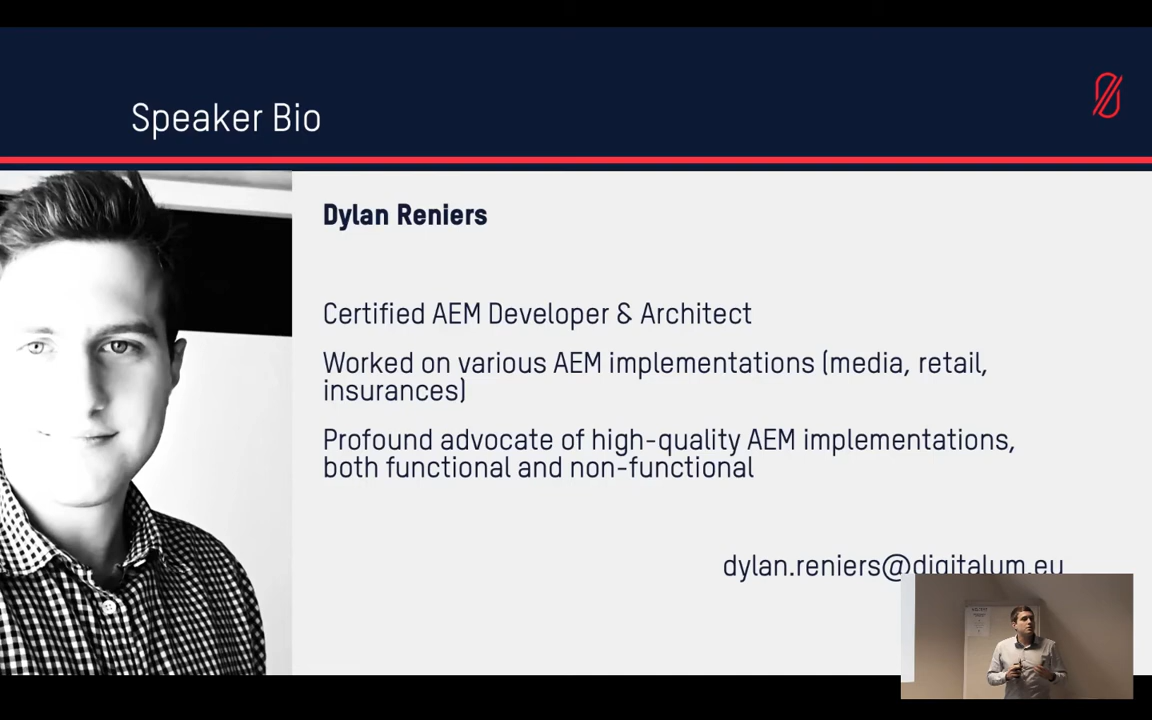 Speaker Bio
Dylan Reniers
Certified AEM Developer & Architect
Worked on various AEM implementations (media, retail,
insurances)
Profound advocate of high-quality AEM implementations,
both functional and non-functional
dylan.reniers@digitalum.eu